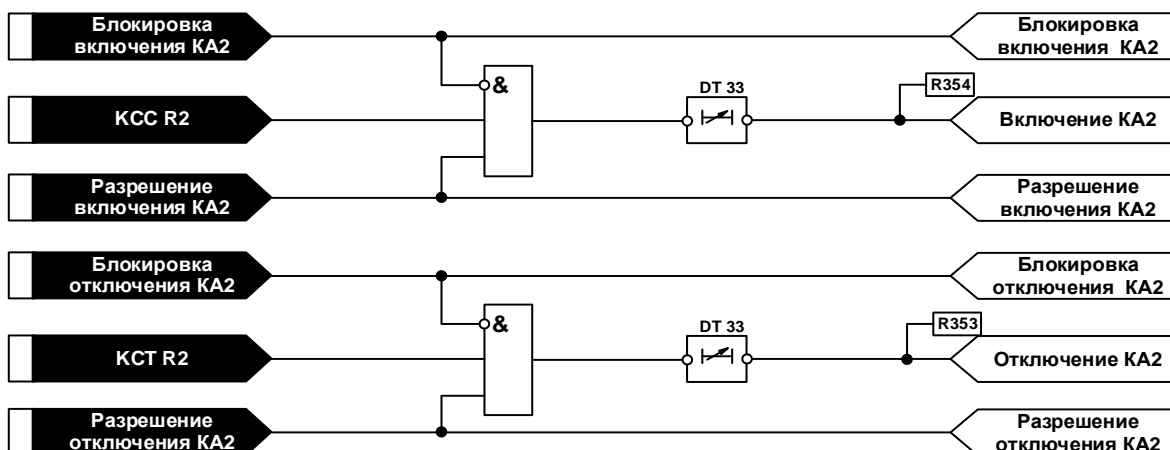 Блокировка
включения КА2
Блокировка
включения КА2
&
DT 33
R354
KCC R2
Включение КА2
Разрешение
включения КА2
Разрешение
включения КА2
Блокировка
отключения КА2
Блокировка
отключения КА2
&
DT 33
R353
KCT R2
Отключение КА2
Разрешение
отключения КА2
Разрешение
отключения КА2